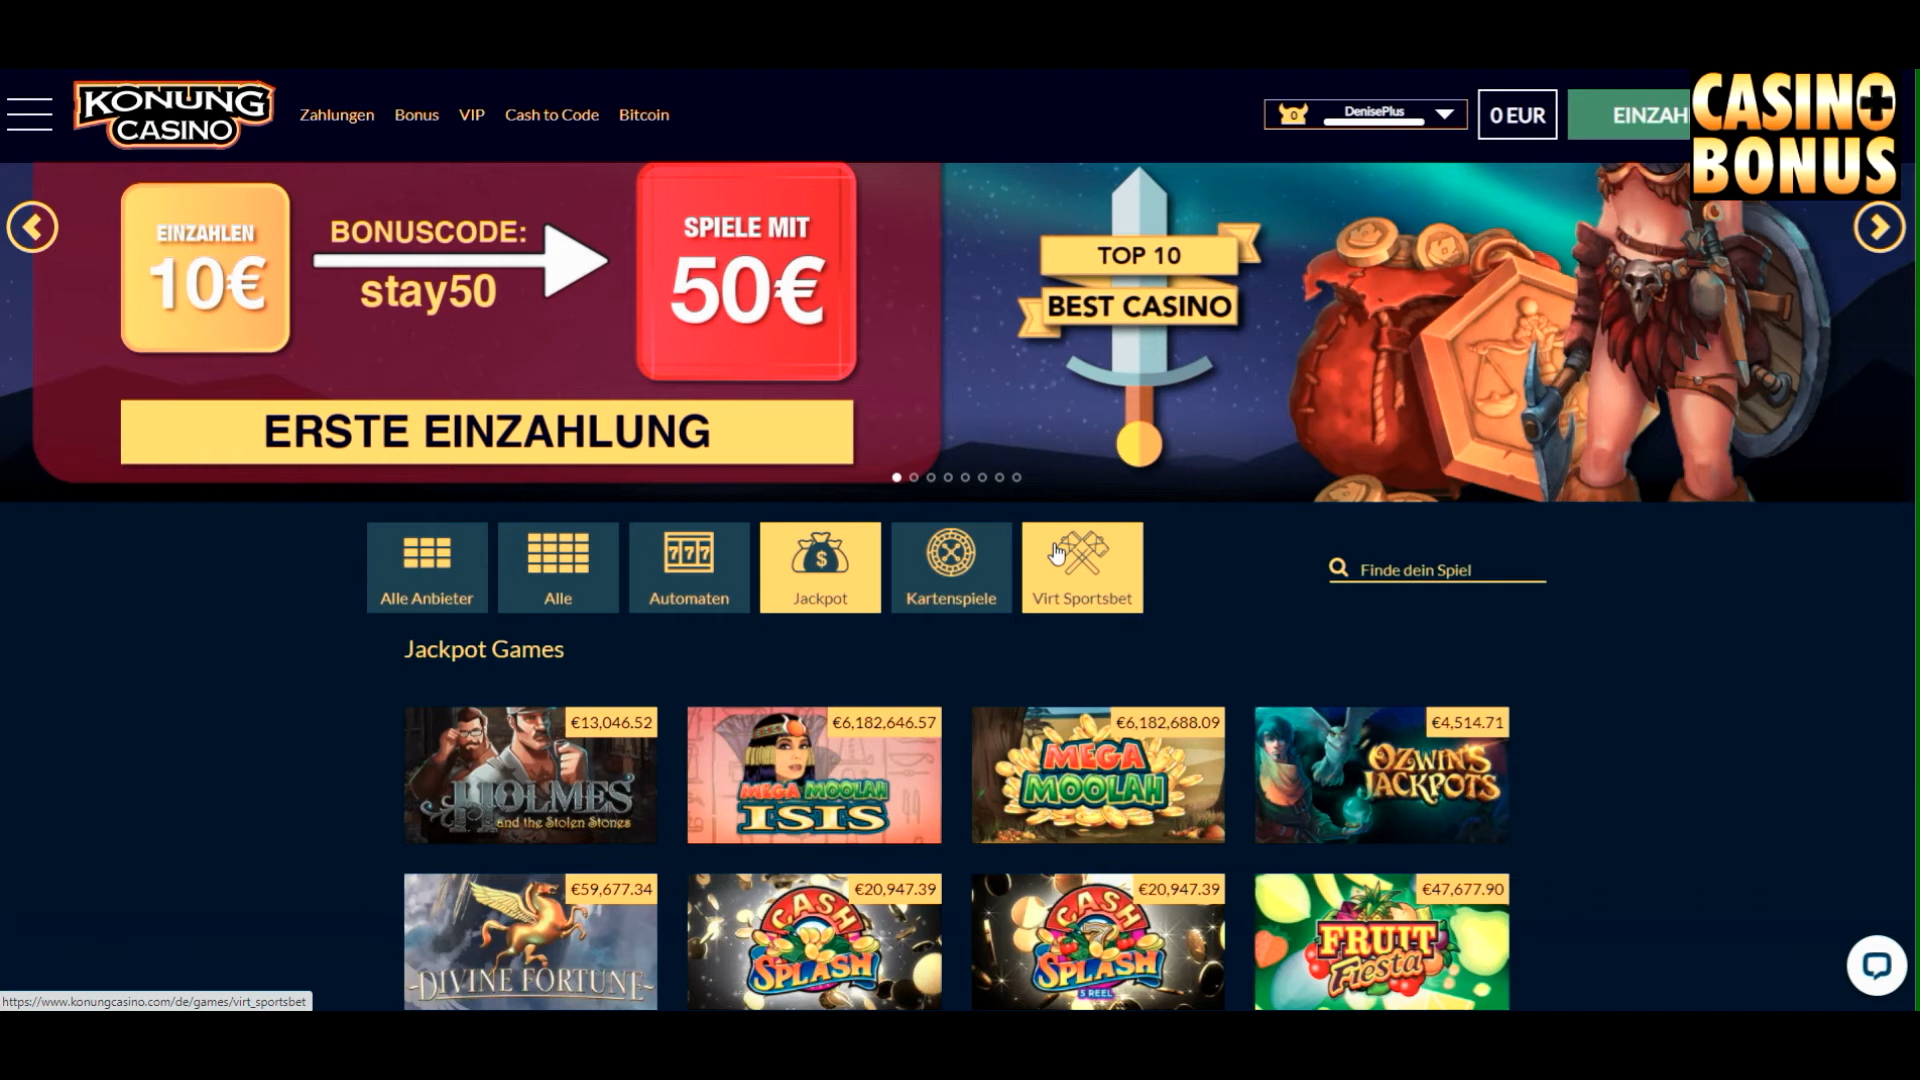 KONUNG
CASINO
Zahlungen Bonus VIP Cash to Code Bitcoin
0 DenisePlus
0 EUR
EINZAH
CASINO
BONUS
EINZAHLEN
10€
BONUSCODE:
stay50
SPIELE MIT
50€
ERSTE EINZAHLUNG
TOP 10
BEST CASINO
Alle Anbieter
Alle
777
Automaten
$
Jackpot
Kartenspiele
Virt Sportsbet
Finde dein Spiel
Jackpot Games
€13,046.52
HOLMES
and the Stolen Stones
€6,182,646.57
MEGA MOOLAH
ISIS
€6,182,688.09
MEGA
MOOLAH
€4,514.71
OZWIN'S
JACKPOTS
€59,677.34
DIVINE FORTUNE
€20,947.39
CASH
SPLASH
€20,947.39
CASH
SPLASH
5 REEL
€47,677.90
FRUIT
Fiesta
https://www.konungcasino.com/de/games/virt_sportsbet